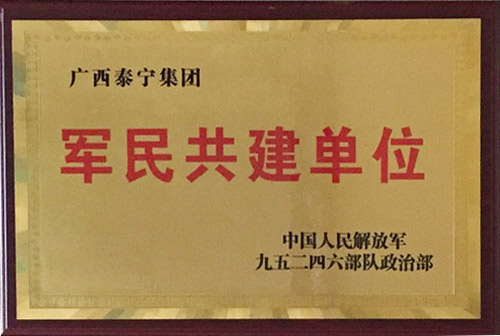 广西泰宁集团
军民共建单位
中国人民解放军
九五二四六部队政治部